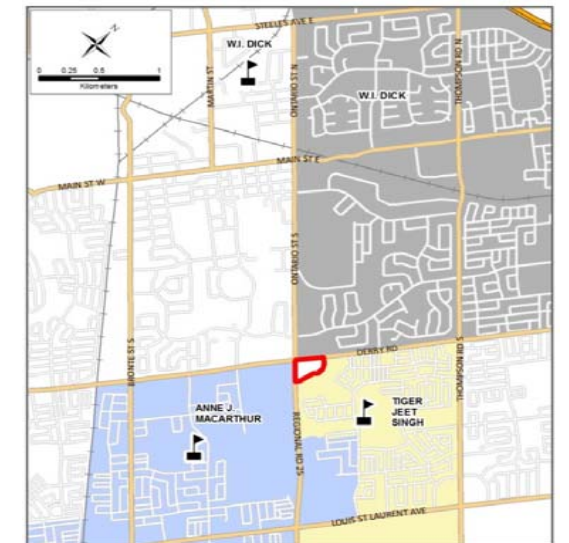 STEELES AVE E
N
0 0.25 0.5 1
Kilometers
W.I. DICK
MARTIN ST
ONTARIO ST N
W.I. DICK
THOMPSON RD N
MAIN ST E
MAIN ST W
ONTARIO ST S
BRONTE ST S
DERRY RD
THOMPSON RD S
ANNE J.
MACARTHUR
REGIONAL RD 25
TIGER
JEET
SINGH
LOUIS ST LAURENT AVE